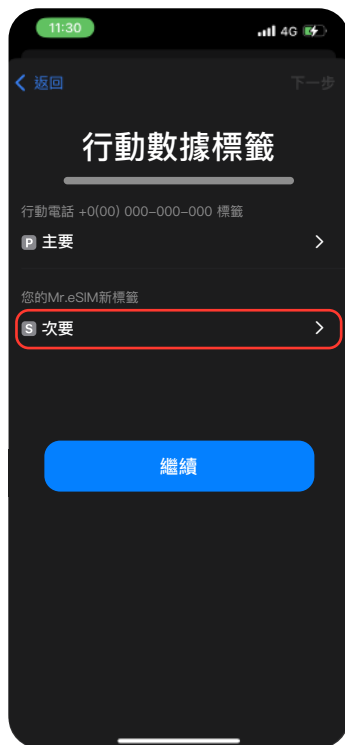 11:30 4G
返回 下一步
行動數據標籤
行動電話 +0(00) 000-000-000 標籤
P 主要
您的Mr.eSIM新標籤
S 次要
繼續